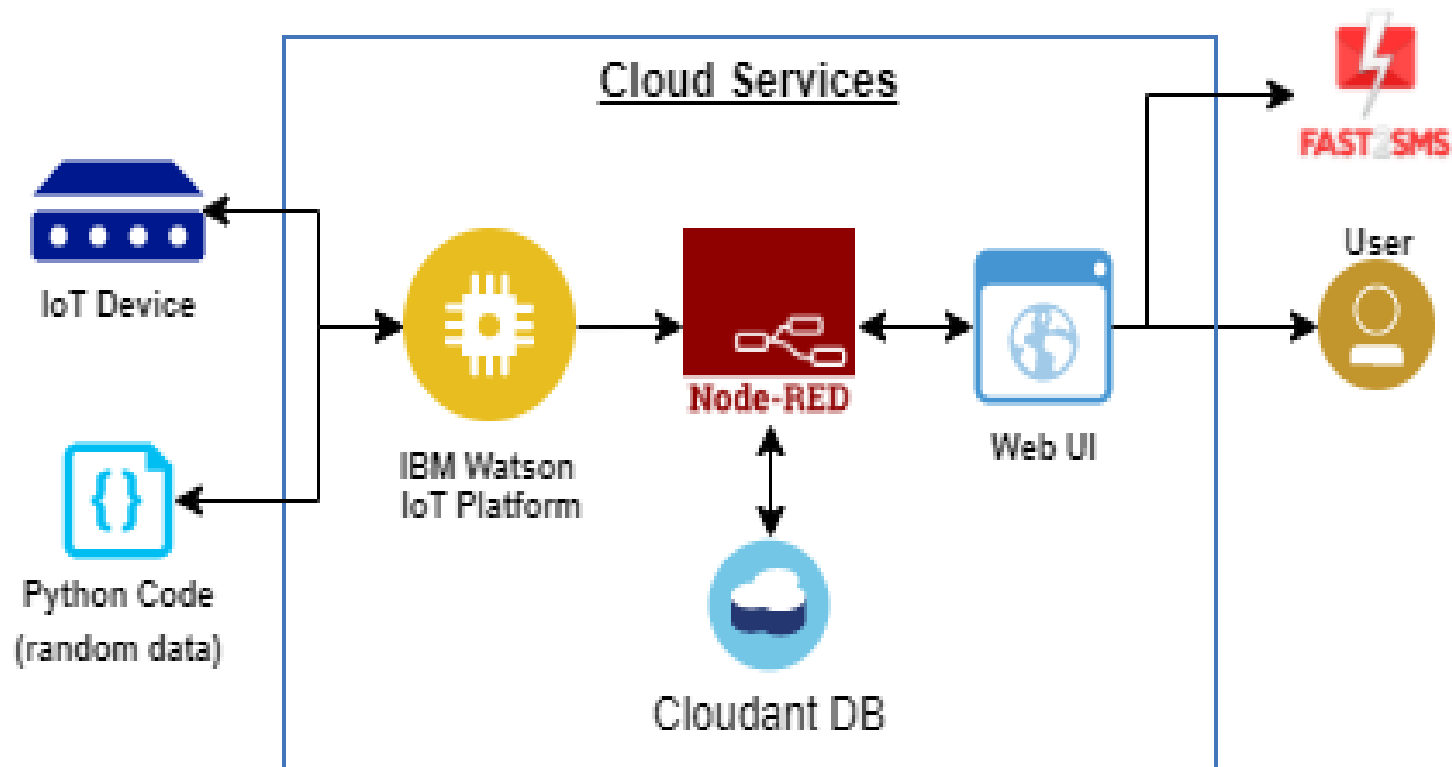 Cloud Services
FAST2SMS
IoT Device
User
Node-RED
Web UI
IBM Watson
IoT Platform
Python Code
(random data)
Cloudant DB